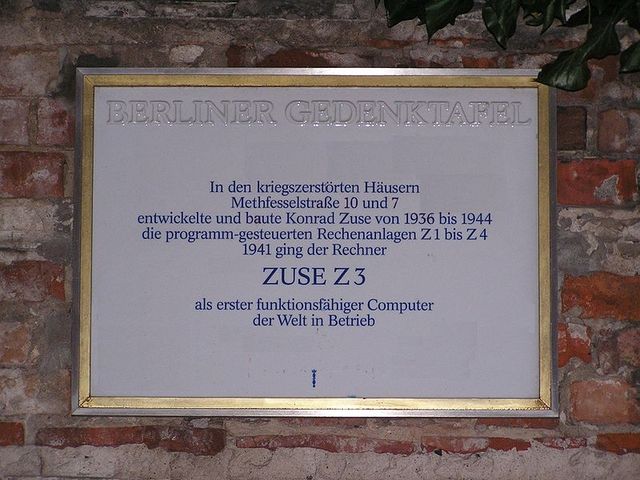 BERLINER GEDENKTAFEL
In den kriegszerstörten Häusern
Methfesselstraße 10 und 7
entwickelte und baute Konrad Zuse von 1936 bis 1944
die programm-gesteuerten Rechenanlagen Z 1 bis Z 4
1941 ging der Rechner
ZUSE Z 3
als erster funktionsfähiger Computer
der Welt in Betrieb